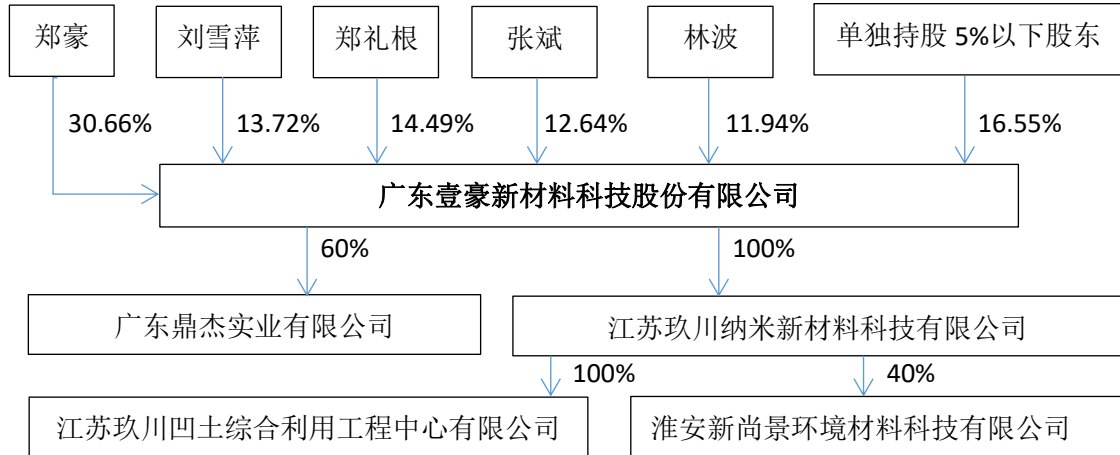 郑豪
刘雪萍
郑礼根
张斌
林波
单独持股 5%以下股东
30.66%
13.72%
14.49%
12.64%
11.94%
16.55%
广东壹豪新材料科技股份有限公司
60%
100%
广东鼎杰实业有限公司
江苏玖川纳米新材料科技有限公司
100%
40%
江苏玖川凹土综合利用工程中心有限公司
淮安新尚景环境材料科技有限公司